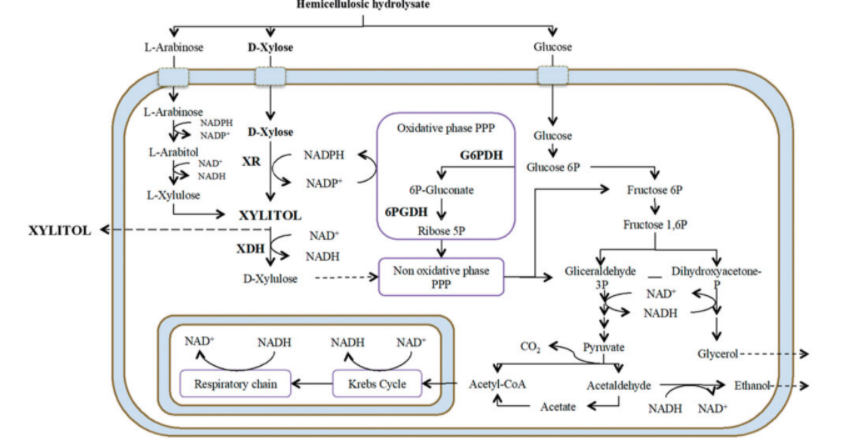 Hemicellulosic hydrolysate
L-Arabinose
D-Xylose
Glucose
L-Arabinose
NADPH
NADP⁺
L-Arabitol
NAD⁺
NADH
L-Xylulose
D-Xylose
XR
NADPH
NADP⁺
XYLITOL
XYLITOL
XDH
NAD⁺
NADH
D-Xylulose
Oxidative phase PPP
G6PDH
6P-Gluconate
6PGDH
Ribose 5P
Non oxidative phase
PPP
Glucose
Glucose 6P
Fructose 6P
Fructose 1,6P
Gliceraldehyde
3P
Dihydroxyacetone-
P
NAD⁺
NADH
Glycerol
CO₂
Pyruvate
Acetyl-CoA
Acetaldehyde
Ethanol
Acetate
NADH
NAD⁺
NAD⁺
NADH
NADH
NAD⁺
Respiratory chain
Krebs Cycle